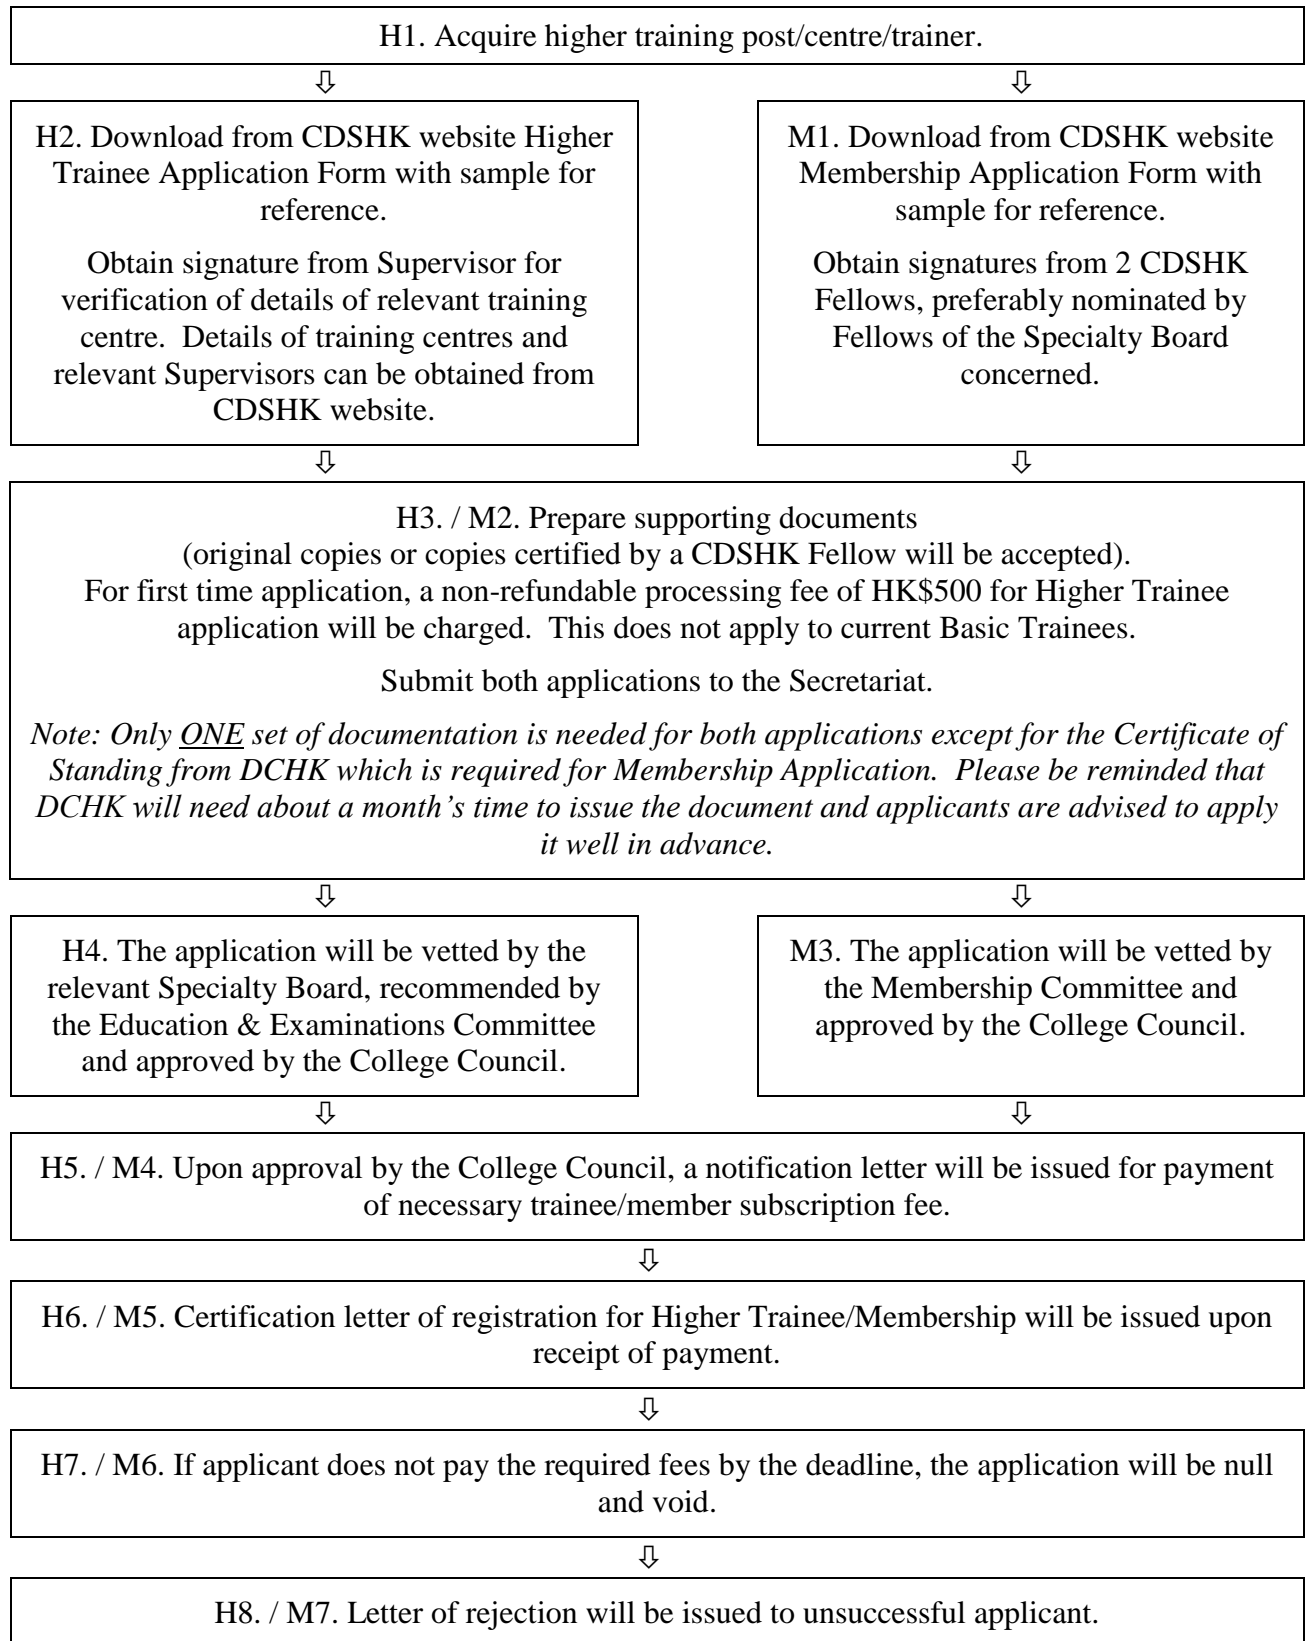 H1. Acquire higher training post/centre/trainer.
⇩ ⇩
H2. Download from CDSHK website Higher
Trainee Application Form with sample for
reference.
Obtain signature from Supervisor for
verification of details of relevant training
centre. Details of training centres and
relevant Supervisors can be obtained from
CDSHK website.
M1. Download from CDSHK website
Membership Application Form with
sample for reference.
Obtain signatures from 2 CDSHK
Fellows, preferably nominated by
Fellows of the Specialty Board
concerned.
⇩ ⇩
H3. / M2. Prepare supporting documents
(original copies or copies certified by a CDSHK Fellow will be accepted).
For first time application, a non-refundable processing fee of HK$500 for Higher Trainee
application will be charged. This does not apply to current Basic Trainees.
Submit both applications to the Secretariat.
Note: Only ONE set of documentation is needed for both applications except for the Certificate of
Standing from DCHK which is required for Membership Application. Please be reminded that
DCHK will need about a month's time to issue the document and applicants are advised to apply
it well in advance.
⇩ ⇩
H4. The application will be vetted by the
relevant Specialty Board, recommended by
the Education & Examinations Committee
and approved by the College Council.
M3. The application will be vetted by
the Membership Committee and
approved by the College Council.
⇩ ⇩
H5. / M4. Upon approval by the College Council, a notification letter will be issued for payment
of necessary trainee/member subscription fee.
⇩
H6. / M5. Certification letter of registration for Higher Trainee/Membership will be issued upon
receipt of payment.
⇩
H7. / M6. If applicant does not pay the required fees by the deadline, the application will be null
and void.
⇩
H8. / M7. Letter of rejection will be issued to unsuccessful applicant.